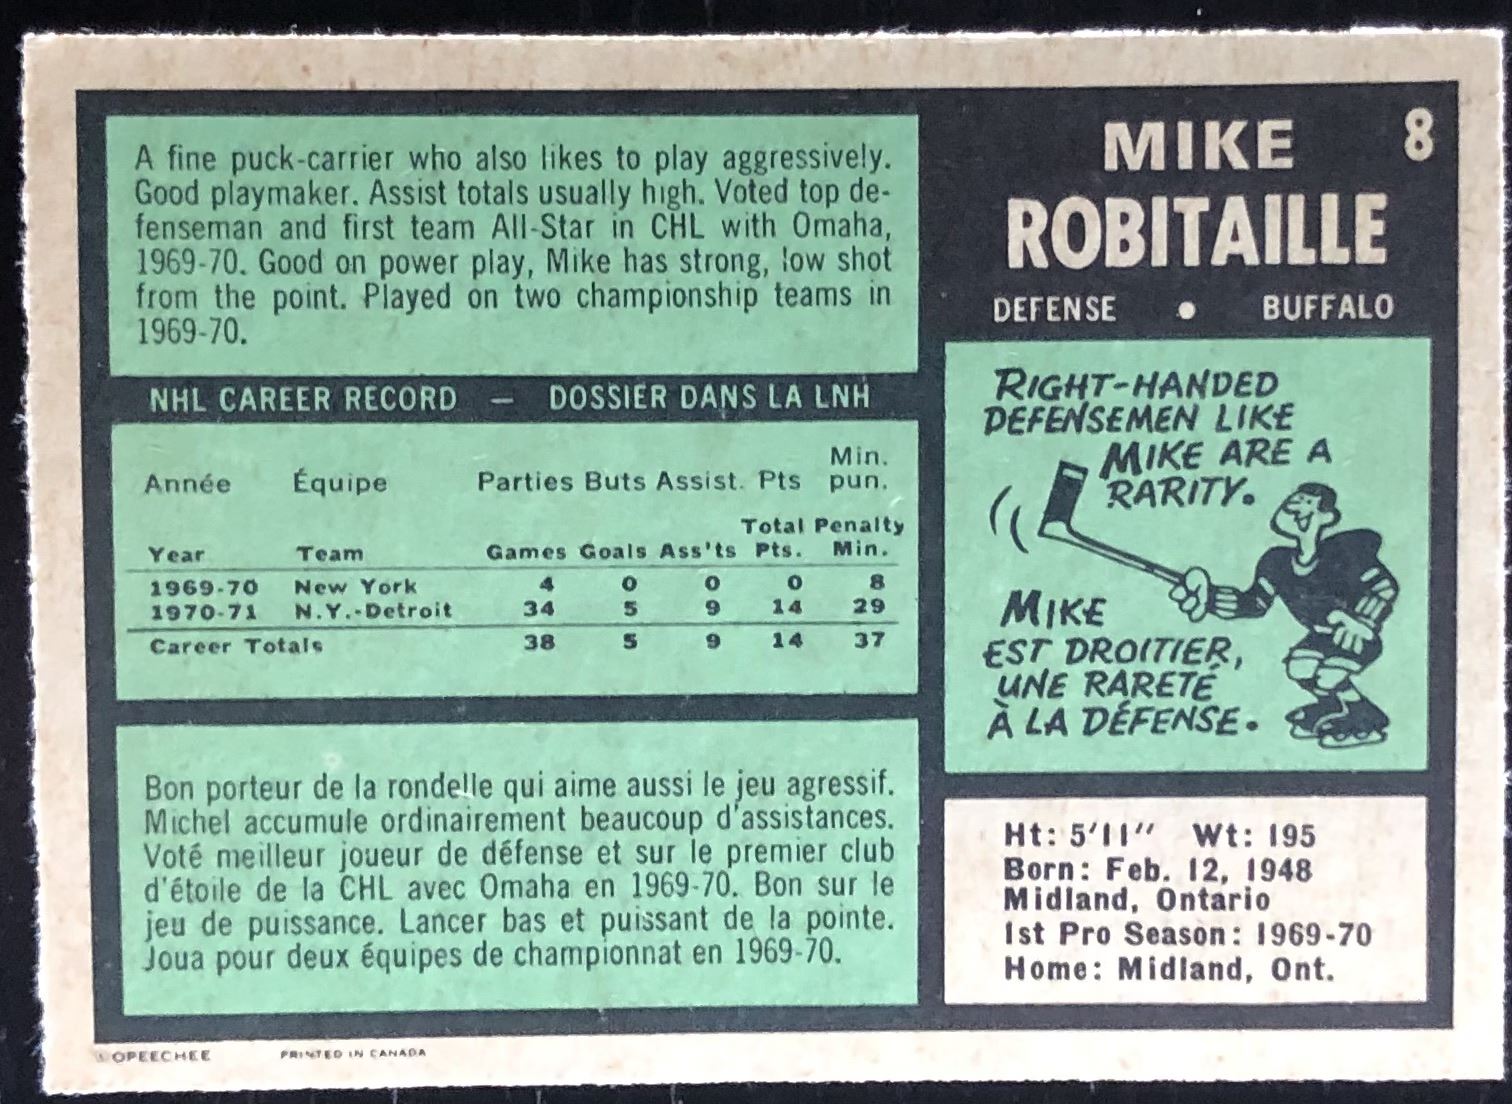 A fine puck-carrier who also likes to play aggressively.
Good playmaker. Assist totals usually high. Voted top de-
fenseman and first team All-Star in CHL with Omaha,
1969-70. Good on power play, Mike has strong, low shot
from the point. Played on two championship teams in
1969-70.
NHL CAREER RECORD — DOSSIER DANS LA LNH
Année Équipe Parties Buts Assist. Pts Min. pun.
Year Team Games Goals Ass'ts Total Pts. Penalty Min.
1969-70 New York 4 0 0 0 8
1970-71 N.Y.-Detroit 34 5 9 14 29
Career Totals 38 5 9 14 37
Bon porteur de la rondelle qui aime aussi le jeu agressif.
Michel accumule ordinairement beaucoup d'assistances.
Voté meilleur joueur de défense et sur le premier club
d'étoile de la CHL avec Omaha en 1969-70. Bon sur le
jeu de puissance. Lancer bas et puissant de la pointe.
Joua pour deux équipes de championnat en 1969-70.
MIKE 8
ROBITAILLE
DEFENSE • BUFFALO
RIGHT-HANDED
DEFENSEMEN LIKE
MIKE ARE A
RARITY.
MIKE
EST DROITIER,
UNE RARETÉ
À LA DÉFENSE.
Ht: 5'11" Wt: 195
Born: Feb. 12, 1948
Midland, Ontario
1st Pro Season: 1969-70
Home: Midland, Ont.
© OPEECHEE PRINTED IN CANADA